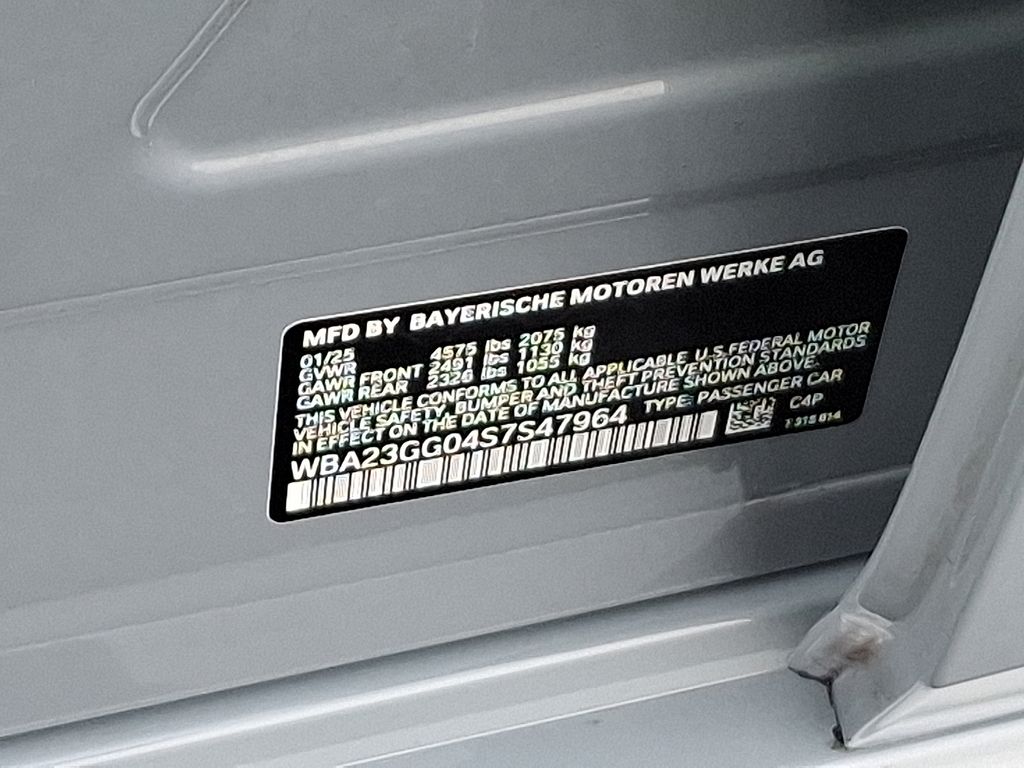 MFD BY BAYERISCHE MOTOREN WERKE AG
01/25
GVWR 4575 lbs 2075 kg
GAWR FRONT 2491 lbs 1130 kg
GAWR REAR 2326 lbs 1055 kg
THIS VEHICLE CONFORMS TO ALL APPLICABLE U.S.FEDERAL MOTOR
VEHICLE SAFETY, BUMPER AND THEFT PREVENTION STANDARDS
IN EFFECT ON THE DATE OF MANUFACTURE SHOWN ABOVE.
WBA23GG04S7S47964 TYPE: PASSENGER CAR
C4P